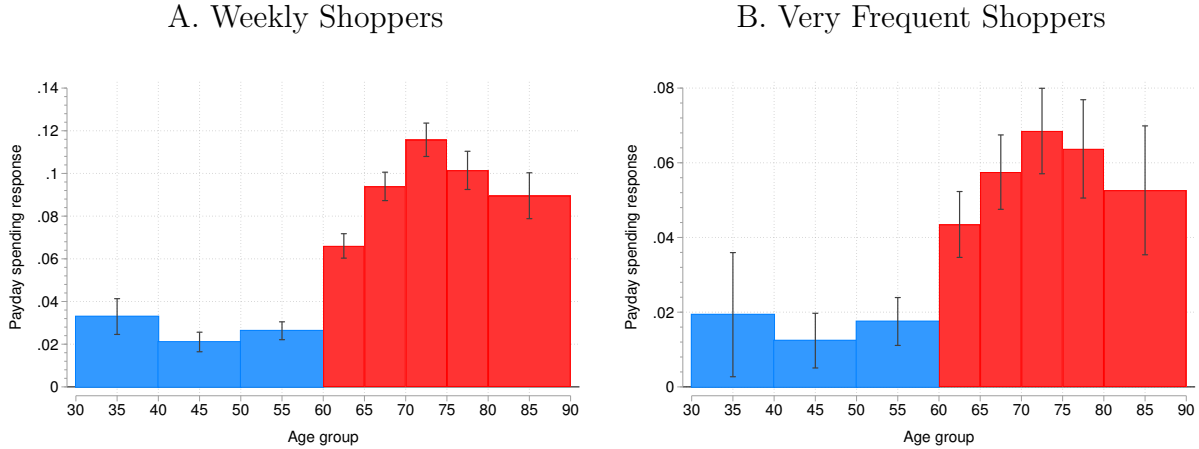 A. Weekly Shoppers
.14
.12
.1
.08
.06
.04
.02
0
Payday spending response
30 35 40 45 50 55 60 65 70 75 80 85 90
Age group
B. Very Frequent Shoppers
.08
.06
.04
.02
0
Payday spending response
30 35 40 45 50 55 60 65 70 75 80 85 90
Age group